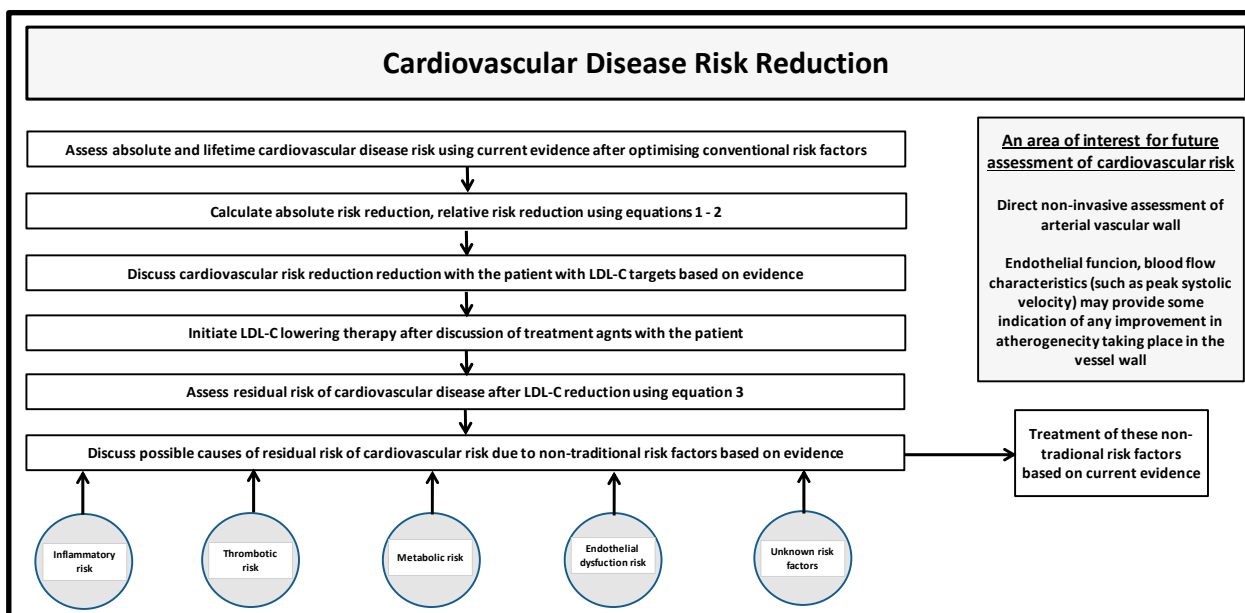 Cardiovascular Disease Risk Reduction
Assess absolute and lifetime cardiovascular disease risk using current evidence after optimising conventional risk factors
Calculate absolute risk reduction, relative risk reduction using equations 1 - 2
Discuss cardiovascular risk reduction reduction with the patient with LDL-C targets based on evidence
Initiate LDL-C lowering therapy after discussion of treatment agnts with the patient
Assess residual risk of cardiovascular disease after LDL-C reduction using equation 3
Discuss possible causes of residual risk of cardiovascular risk due to non-traditional risk factors based on evidence
An area of interest for future
assessment of cardiovascular risk
Direct non-invasive assessment of
arterial vascular wall
Endothelial funcion, blood flow
characteristics (such as peak systolic
velocity) may provide some
indication of any improvement in
atherogenecity taking place in the
vessel wall
Treatment of these non-
tradional risk factors
based on current evidence
Inflammatory
risk
Thrombotic
risk
Metabolic risk
Endothelial
dysfuction risk
Unknown risk
factors